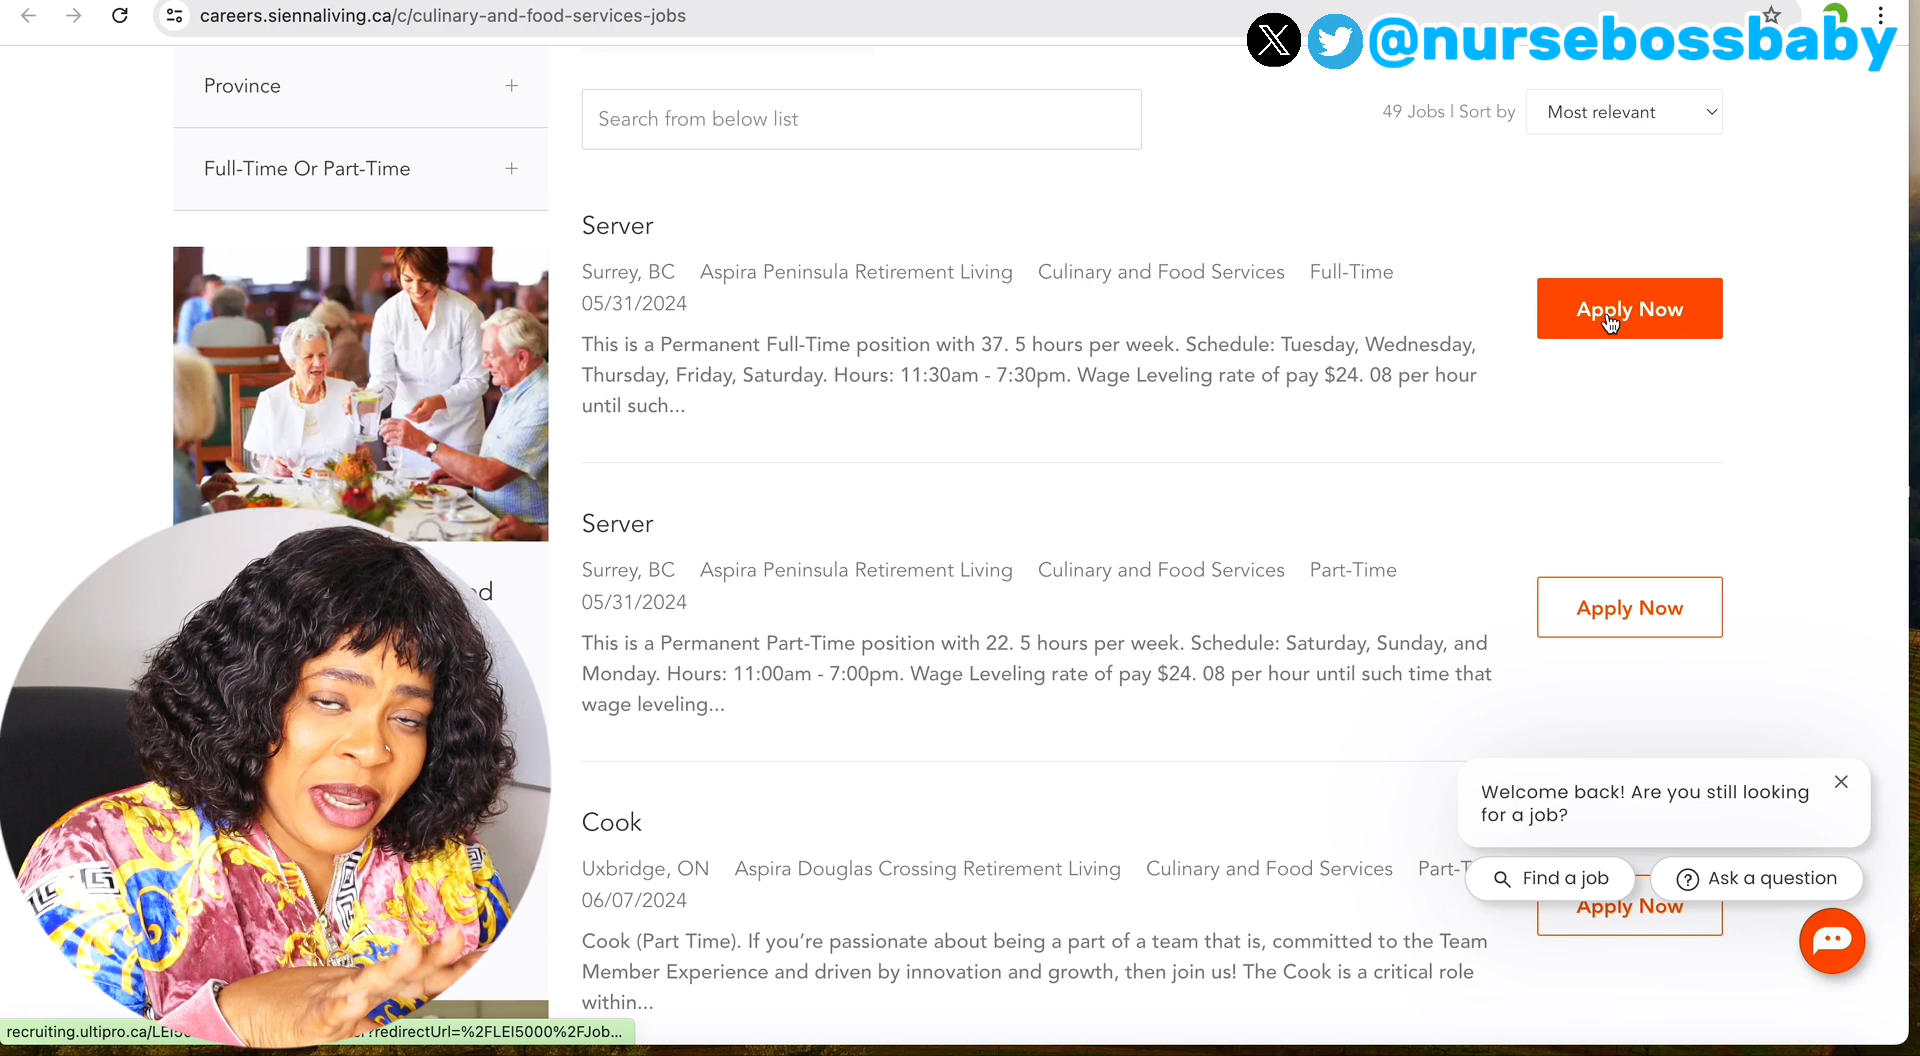 careers.siennaliving.ca/c/culinary-and-food-services-jobs
@nursebossbaby
Province
Full-Time Or Part-Time
Search from below list
49 Jobs | Sort by
Most relevant
Server
Surrey, BC Aspira Peninsula Retirement Living Culinary and Food Services Full-Time
05/31/2024
This is a Permanent Full-Time position with 37. 5 hours per week. Schedule: Tuesday, Wednesday,
Thursday, Friday, Saturday. Hours: 11:30am - 7:30pm. Wage Leveling rate of pay $24. 08 per hour
until such...
Apply Now
Server
Surrey, BC Aspira Peninsula Retirement Living Culinary and Food Services Part-Time
05/31/2024
This is a Permanent Part-Time position with 22. 5 hours per week. Schedule: Saturday, Sunday, and
Monday. Hours: 11:00am - 7:00pm. Wage Leveling rate of pay $24. 08 per hour until such time that
wage leveling...
Apply Now
Cook
Uxbridge, ON Aspira Douglas Crossing Retirement Living Culinary and Food Services Part-T
06/07/2024
Cook (Part Time). If you're passionate about being a part of a team that is, committed to the Team
Member Experience and driven by innovation and growth, then join us! The Cook is a critical role
within...
Apply Now
Welcome back! Are you still looking
for a job?
Find a job
Ask a question
recruiting.ultipro.ca/ ?redirectUrl=%2FLEI5000%2FJob...